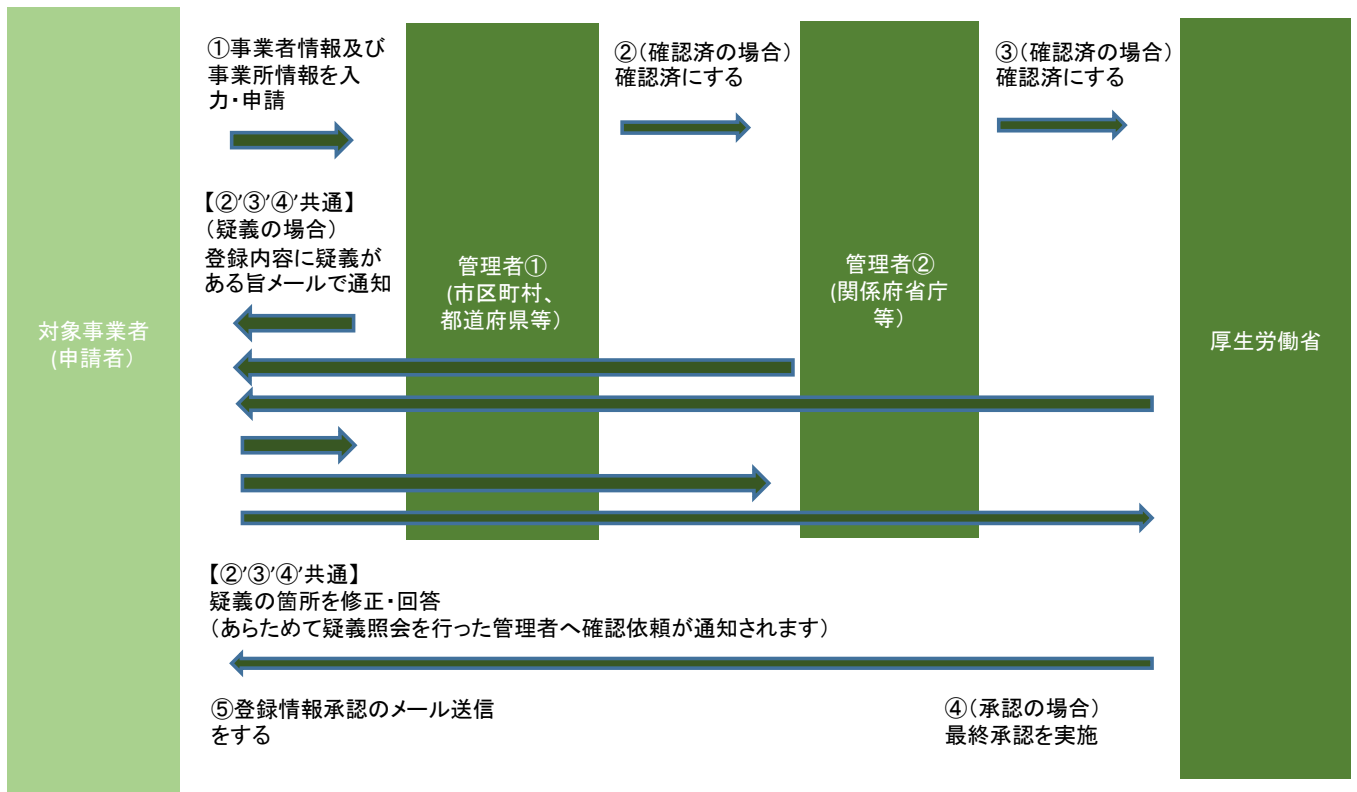 ①事業者情報及び
事業所情報を入
力・申請
②(確認済の場合)
確認済にする
③(確認済の場合)
確認済にする
【②’③’④’共通】
（疑義の場合）
登録内容に疑義が
ある旨メールで通知
対象事業者
(申請者）
管理者①
(市区町村、
都道府県等）
管理者②
(関係府省庁
等）
厚生労働省
【②’③’④’共通】
疑義の箇所を修正・回答
（あらためて疑義照会を行った管理者へ確認依頼が通知されます）
⑤登録情報承認のメール送信
をする
④(承認の場合）
最終承認を実施